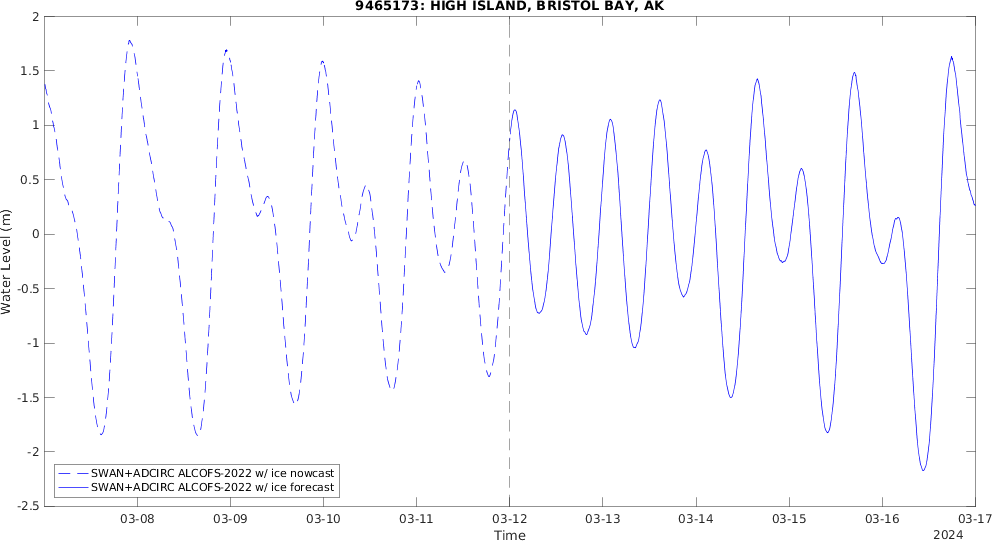 9465173: HIGH ISLAND, BRISTOL BAY, AK
2
1.5
1
0.5
0
-0.5
-1
-1.5
-2
-2.5
Water Level (m)
SWAN+ADCIRC ALCOFS-2022 w/ ice nowcast
SWAN+ADCIRC ALCOFS-2022 w/ ice forecast
03-08 03-09 03-10 03-11 03-12 03-13 03-14 03-15 03-16 03-17
Time
2024